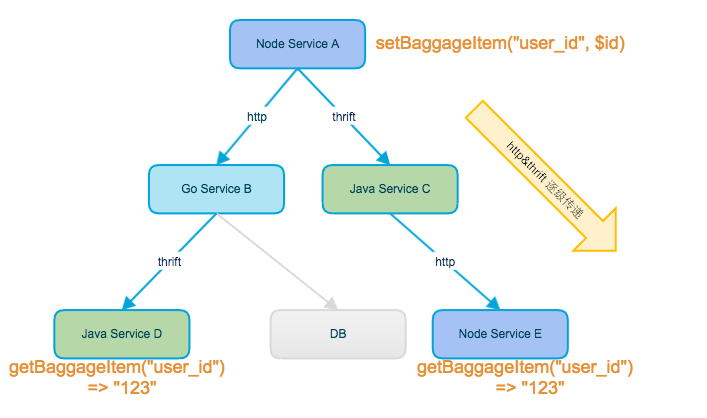 Node Service A
setBaggageItem("user_id", $id)
http
thrift
http&thrift 逐级传递
Go Service B
Java Service C
thrift
http
Java Service D
DB
Node Service E
getBaggageItem("user_id")
=> "123"
getBaggageItem("user_id")
=> "123"